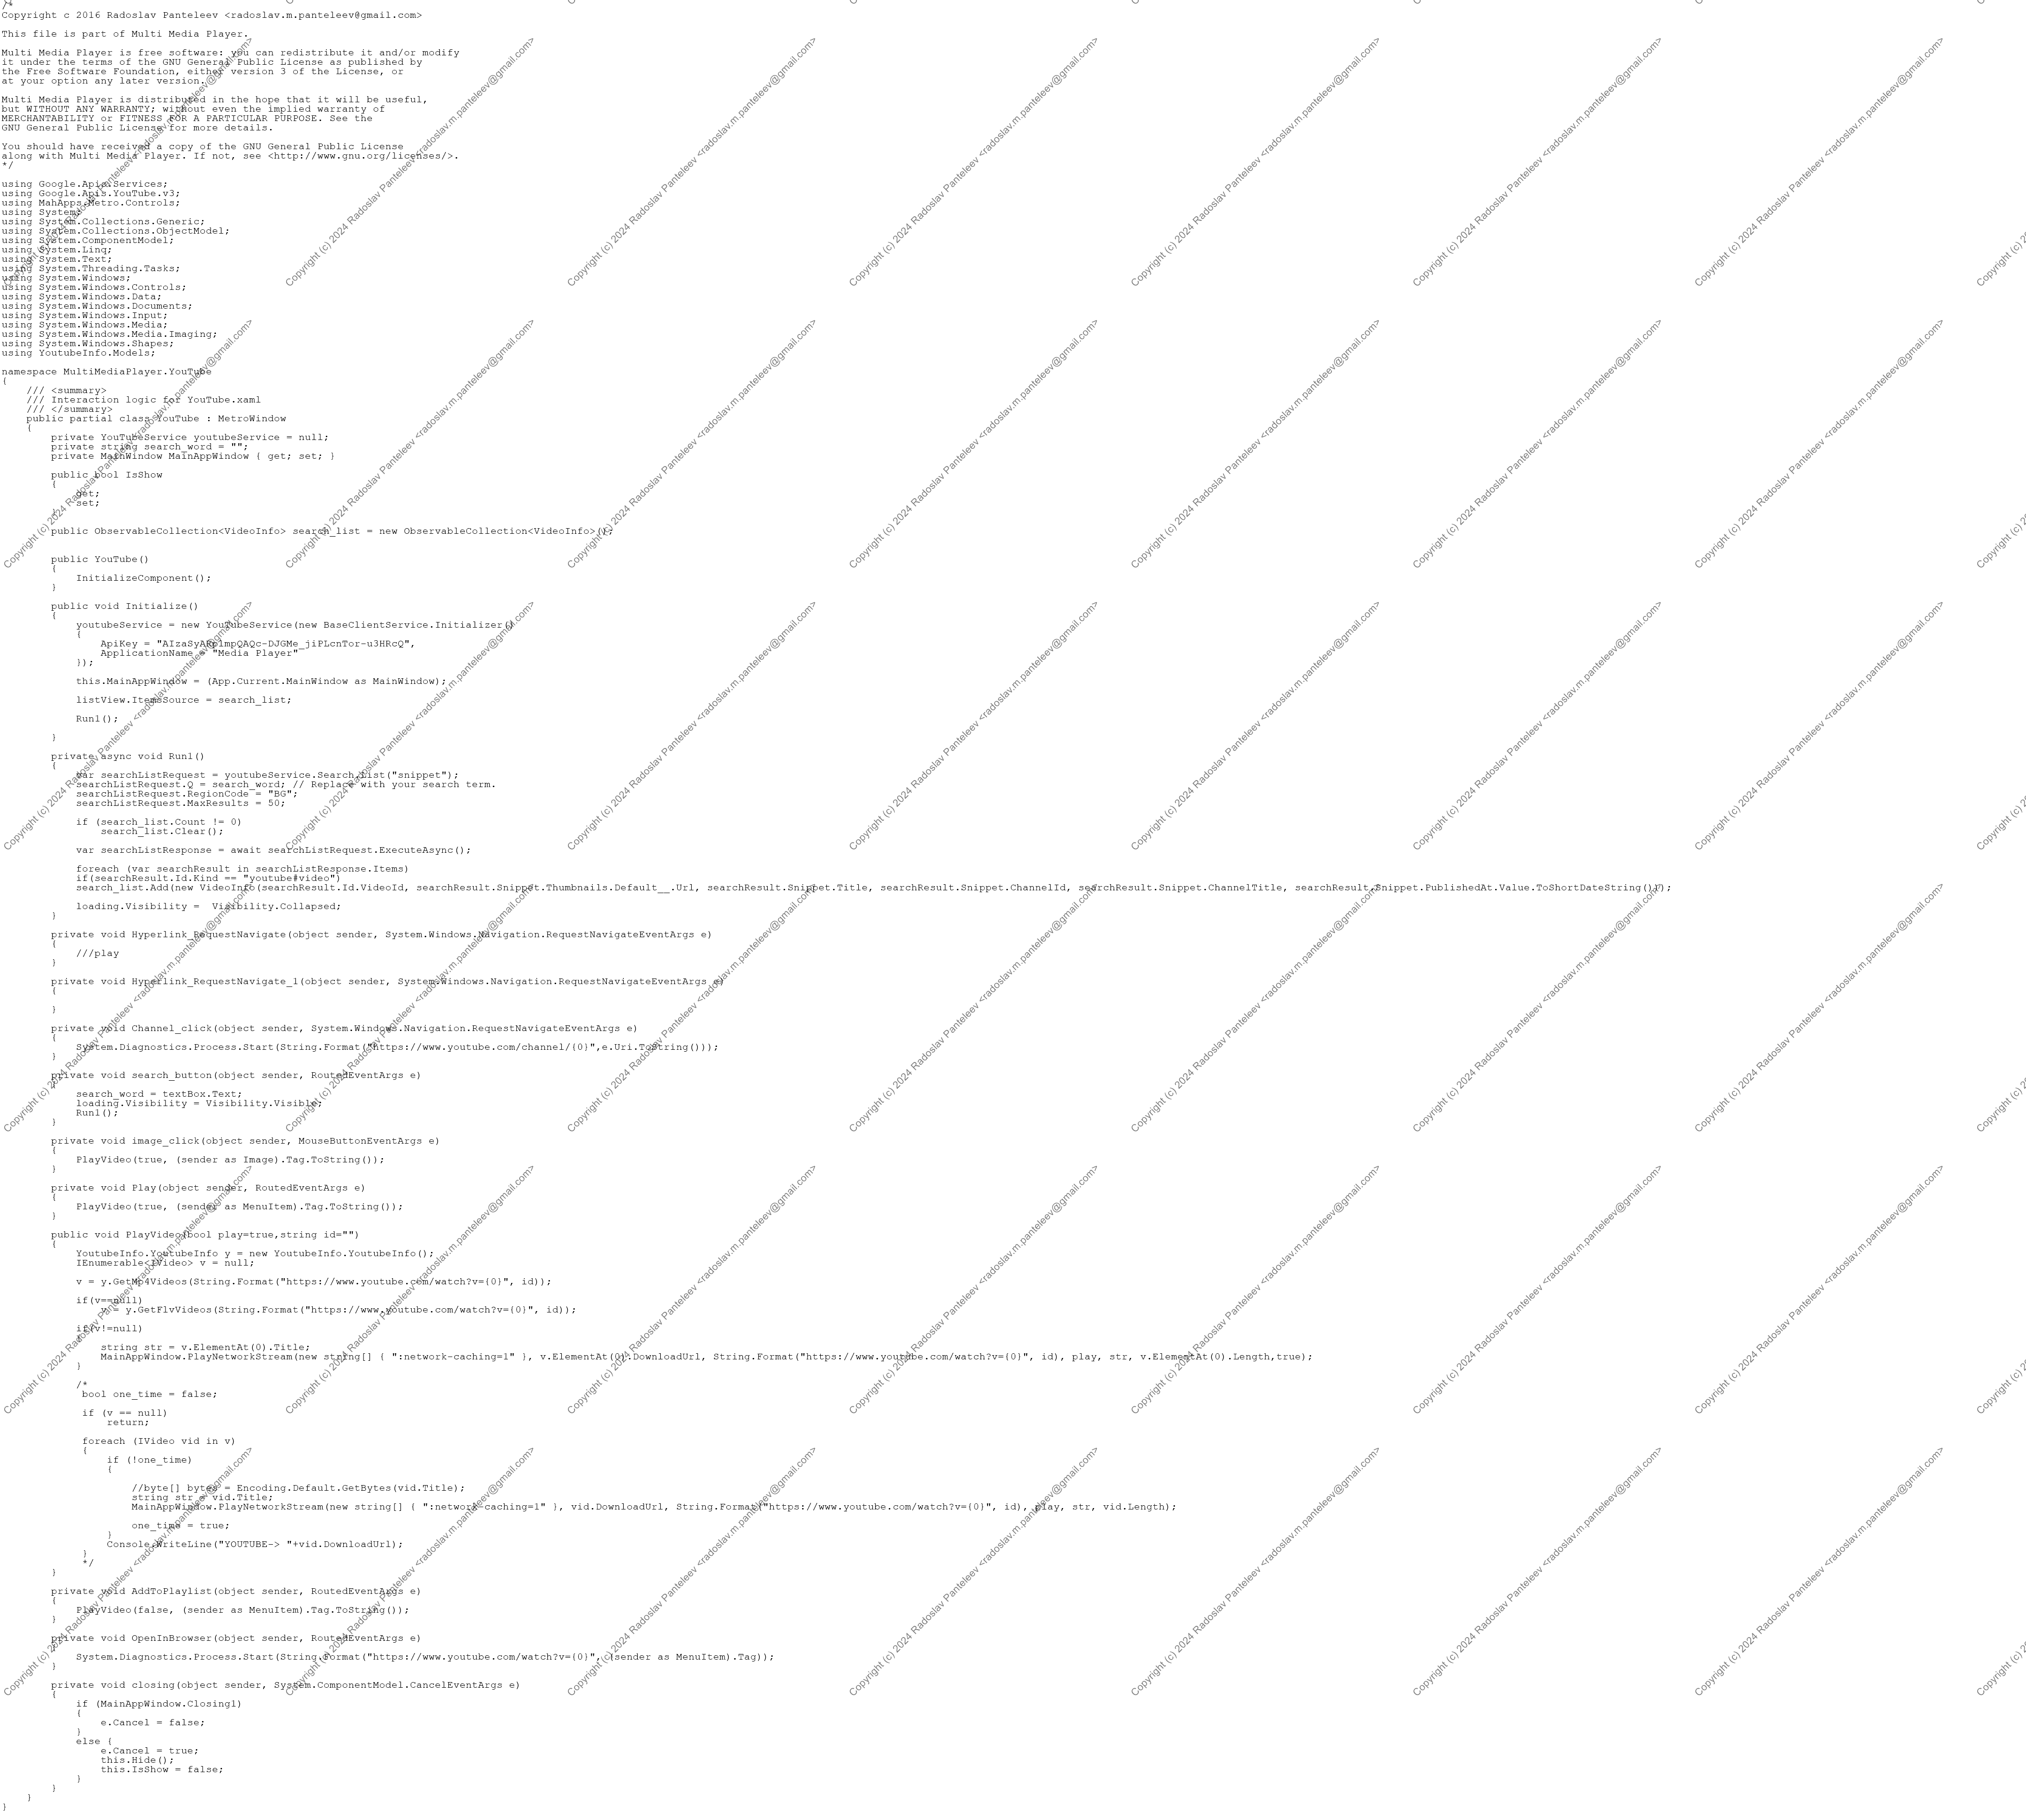 /*
Copyright c 2016 Radoslav Panteleev <radoslav.m.panteleev@gmail.com>

This file is part of Multi Media Player.

Multi Media Player is free software: you can redistribute it and/or modify
it under the terms of the GNU General Public License as published by
the Free Software Foundation, either version 3 of the License, or
at your option any later version.

Multi Media Player is distributed in the hope that it will be useful,
but WITHOUT ANY WARRANTY; without even the implied warranty of
MERCHANTABILITY or FITNESS FOR A PARTICULAR PURPOSE. See the
GNU General Public License for more details.

You should have received a copy of the GNU General Public License
along with Multi Media Player. If not, see <http://www.gnu.org/licenses/>.
*/

using Google.Apis.Services;
using Google.Apis.YouTube.v3;
using MahApps.Metro.Controls;
using System;
using System.Collections.Generic;
using System.Collections.ObjectModel;
using System.ComponentModel;
using System.Linq;
using System.Text;
using System.Threading.Tasks;
using System.Windows;
using System.Windows.Controls;
using System.Windows.Data;
using System.Windows.Documents;
using System.Windows.Input;
using System.Windows.Media;
using System.Windows.Media.Imaging;
using System.Windows.Shapes;
using YoutubeInfo.Models;

namespace MultiMediaPlayer.YouTube
{
    /// <summary>
    /// Interaction logic for YouTube.xaml
    /// </summary>
    public partial class YouTube : MetroWindow
    {
        private YouTubeService youtubeService = null;
        private string search_word = "";
        private MainWindow MainAppWindow { get; set; }

        public bool IsShow
        {
            get;
            set;
        }

        public ObservableCollection<VideoInfo> search_list = new ObservableCollection<VideoInfo>();


        public YouTube()
        {
            InitializeComponent();
        }

        public void Initialize()
        {
            youtubeService = new YouTubeService(new BaseClientService.Initializer()
            {
                ApplicationName = "Media Player"
            });

            this.MainAppWindow = (App.Current.MainWindow as MainWindow);

            listView.ItemsSource = search_list;

            Run1();

        }

        private async void Run1()
        {
            var searchListRequest = youtubeService.Search.List("snippet");
            searchListRequest.Q = search_word; // Replace with your search term.
            searchListRequest.RegionCode = "BG";
            searchListRequest.MaxResults = 50;

            if (search_list.Count != 0)
                search_list.Clear();

            var searchListResponse = await searchListRequest.ExecuteAsync();

            foreach (var searchResult in searchListResponse.Items)
            if(searchResult.Id.Kind == "youtube#video")
            search_list.Add(new VideoInfo(searchResult.Id.VideoId, searchResult.Snippet.Thumbnails.Default__.Url, searchResult.Snippet.Title, searchResult.Snippet.ChannelId, searchResult.Snippet.ChannelTitle, searchResult.Snippet.PublishedAt.Value.ToShortDateString()));

            loading.Visibility =  Visibility.Collapsed;
        }

        private void Hyperlink_RequestNavigate(object sender, System.Windows.Navigation.RequestNavigateEventArgs e)
        {
            ///play
        }

        private void Hyperlink_RequestNavigate_1(object sender, System.Windows.Navigation.RequestNavigateEventArgs e)
        {

        }

        private void Channel_click(object sender, System.Windows.Navigation.RequestNavigateEventArgs e)
        {
            System.Diagnostics.Process.Start(String.Format("https://www.youtube.com/channel/{0}",e.Uri.ToString()));
        }

        private void search_button(object sender, RoutedEventArgs e)
        {
            search_word = textBox.Text;
            loading.Visibility = Visibility.Visible;
            Run1();
        }

        private void image_click(object sender, MouseButtonEventArgs e)
        {
            PlayVideo(true, (sender as Image).Tag.ToString());
        }

        private void Play(object sender, RoutedEventArgs e)
        {
            PlayVideo(true, (sender as MenuItem).Tag.ToString());
        }

        public void PlayVideo(bool play=true,string id="")
        {
            YoutubeInfo.YoutubeInfo y = new YoutubeInfo.YoutubeInfo();
            IEnumerable<IVideo> v = null;

            v = y.GetMp4Videos(String.Format("https://www.youtube.com/watch?v={0}", id));

            if(v==null)
                v = y.GetFlvVideos(String.Format("https://www.youtube.com/watch?v={0}", id));

            if(v!=null)
            {
                string str = v.ElementAt(0).Title;
                MainAppWindow.PlayNetworkStream(new string[] { ":network-caching=1" }, v.ElementAt(0).DownloadUrl, String.Format("https://www.youtube.com/watch?v={0}", id), play, str, v.ElementAt(0).Length,true);
            }

            /*
             bool one_time = false;

             if (v == null)
                 return;

             foreach (IVideo vid in v)
             {
                 if (!one_time)
                 {

                     //byte[] bytes = Encoding.Default.GetBytes(vid.Title);
                     string str = vid.Title;
                     MainAppWindow.PlayNetworkStream(new string[] { ":network-caching=1" }, vid.DownloadUrl, String.Format("https://www.youtube.com/watch?v={0}", id), play, str, vid.Length);

                     one_time = true;
                 }
                 Console.WriteLine("YOUTUBE-> "+vid.DownloadUrl);
             }
             */
        }

        private void AddToPlaylist(object sender, RoutedEventArgs e)
        {
            PlayVideo(false, (sender as MenuItem).Tag.ToString());
        }

        private void OpenInBrowser(object sender, RoutedEventArgs e)
        {
            System.Diagnostics.Process.Start(String.Format("https://www.youtube.com/watch?v={0}", (sender as MenuItem).Tag));
        }

        private void closing(object sender, System.ComponentModel.CancelEventArgs e)
        {
            if (MainAppWindow.Closing1)
            {
                e.Cancel = false;
            }
            else {
                e.Cancel = true;
                this.Hide();
                this.IsShow = false;
            }
        }
    }
}
Copyright (c) 2024 Radoslav Panteleev <radoslav.m.panteleev@gmail.com>